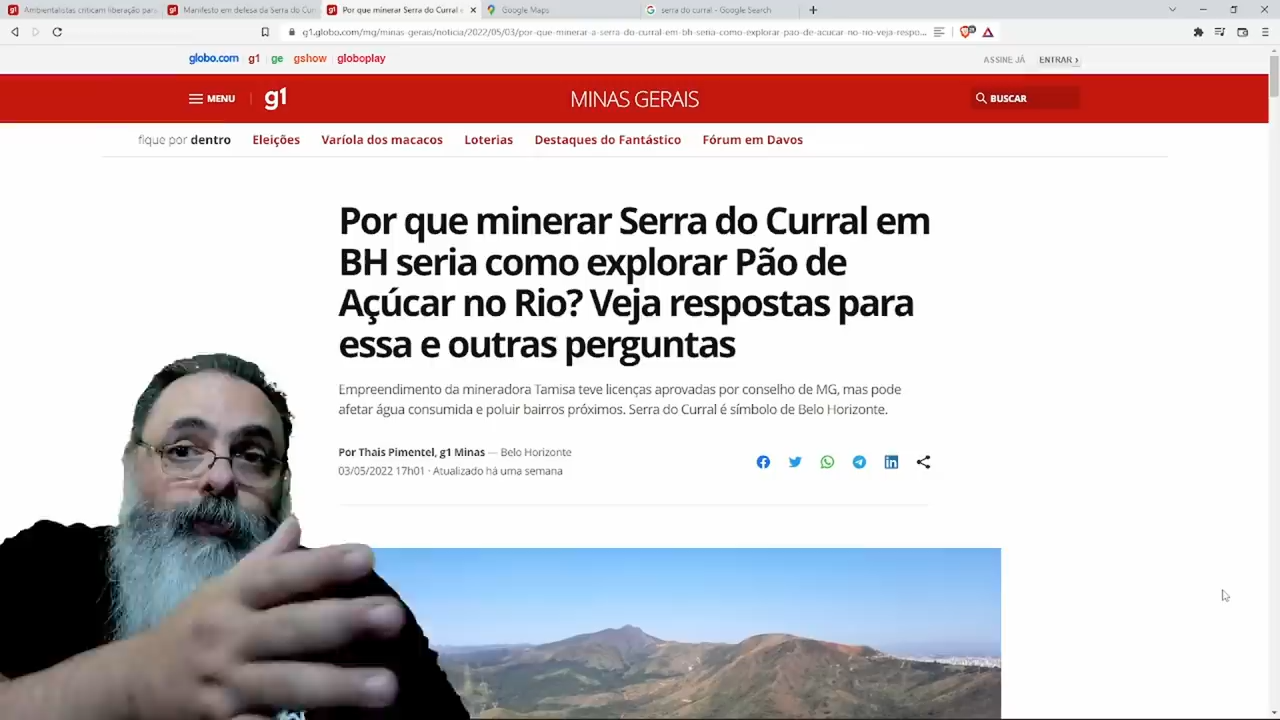 Ambientalistas criticam liberação para
Manifesto em defesa da Serra do Cur
Por que minerar Serra do Curral e
Google Maps
serra do curral - Google Search
g1.globo.com/mg/minas-gerais/noticia/2022/05/03/por-que-minerar-a-serra-do-curral-em-bh-seria-como-explorar-pao-de-acucar-no-rio-veja-respo...
globo.com g1 ge gshow globoplay
ASSINE JÁ ENTRAR ›
MENU g1 MINAS GERAIS BUSCAR
fique por dentro Eleições Varíola dos macacos Loterias Destaques do Fantástico Fórum em Davos
Por que minerar Serra do Curral em
BH seria como explorar Pão de
Açúcar no Rio? Veja respostas para
essa e outras perguntas
Empreendimento da mineradora Tamisa teve licenças aprovadas por conselho de MG, mas pode
afetar água consumida e poluir bairros próximos. Serra do Curral é símbolo de Belo Horizonte.
Por Thais Pimentel, g1 Minas — Belo Horizonte
03/05/2022 17h01 · Atualizado há uma semana